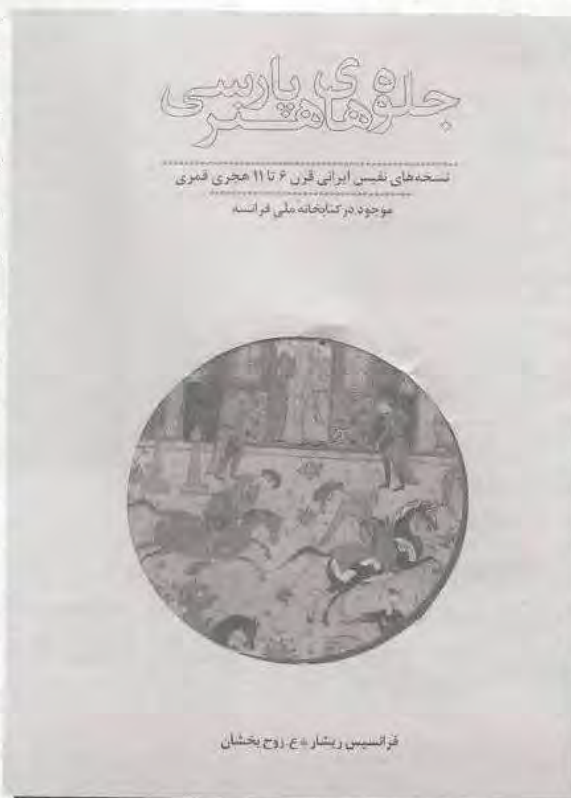 جلوه‌های
هنر پارسی
نسخه‌های نفیس ایرانی قرن ۶ تا ۱۱ هجری قمری
موجود در کتابخانه ملی فرانسه
فرانسیس ریشار * ع. روح بخشان